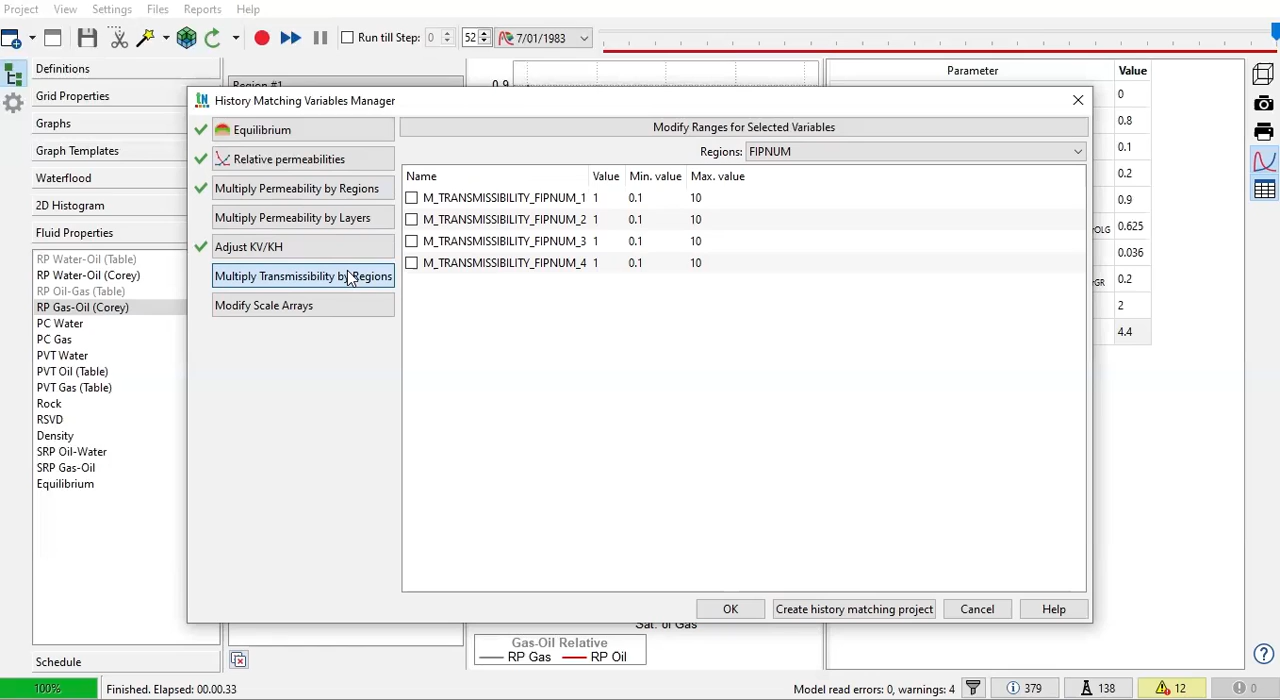 Project View Settings Files Reports Help
Run till Step: 0 52 7/01/1983
Definitions
Grid Properties
Graphs
Graph Templates
Waterflood
2D Histogram
Fluid Properties
RP Water-Oil (Table)
RP Water-Oil (Corey)
RP Oil-Gas (Table)
RP Gas-Oil (Corey)
PC Water
PC Gas
PVT Water
PVT Oil (Table)
PVT Gas (Table)
Rock
RSVD
Density
SRP Oil-Water
SRP Gas-Oil
Equilibrium
Schedule
Region #1
0.9
History Matching Variables Manager
Equilibrium
Relative permeabilities
Multiply Permeability by Regions
Multiply Permeability by Layers
Adjust KV/KH
Multiply Transmissibility by Regions
Modify Scale Arrays
Modify Ranges for Selected Variables
Regions: FIPNUM
Name Value Min. value Max. value
M_TRANSMISSIBILITY_FIPNUM_1 1 0.1 10
M_TRANSMISSIBILITY_FIPNUM_2 1 0.1 10
M_TRANSMISSIBILITY_FIPNUM_3 1 0.1 10
M_TRANSMISSIBILITY_FIPNUM_4 1 0.1 10
OK Create history matching project Cancel Help
Sat. of Gas
Gas-Oil Relative
RP Gas RP Oil
Parameter Value
0
0.8
0.1
0.2
0.9
OLG 0.625
0.036
GR 0.2
2
4.4
100% Finished. Elapsed: 00.00.33 Model read errors: 0, warnings: 4 379 138 12 0